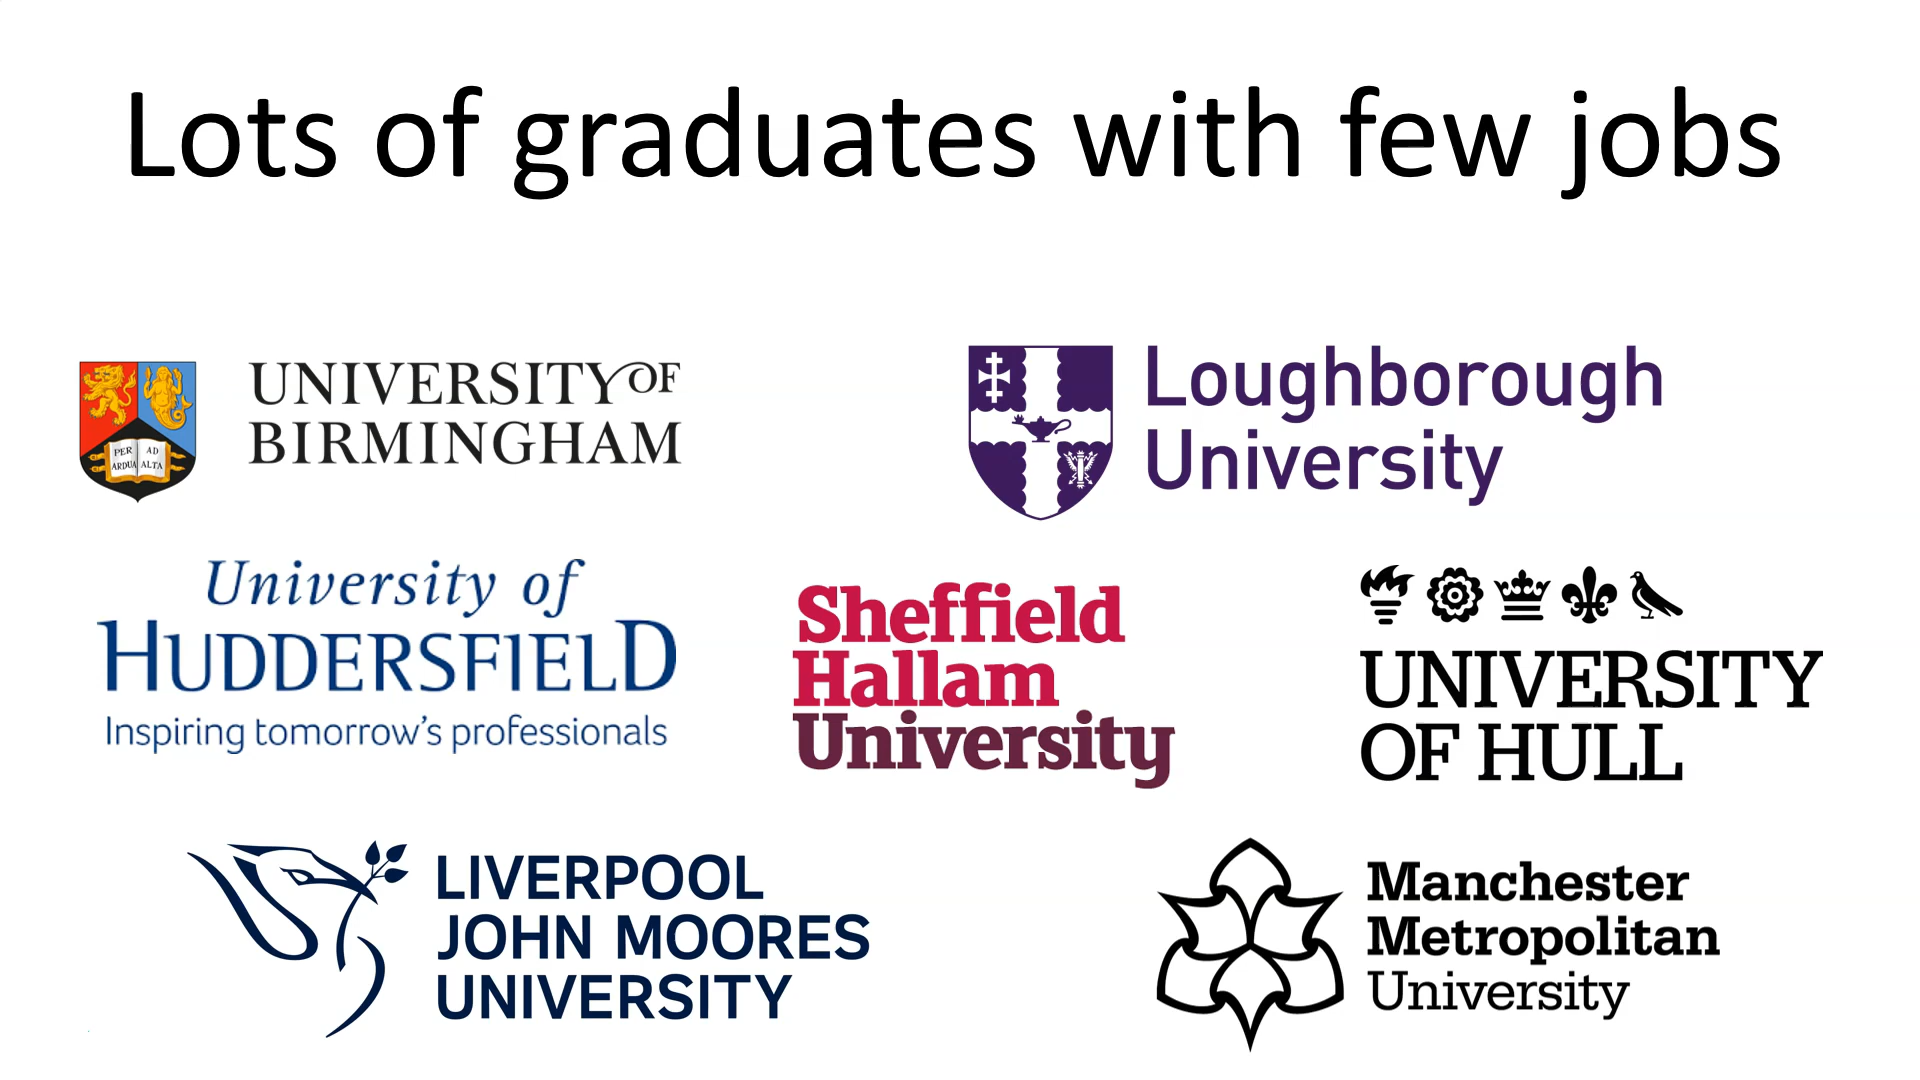 Lots of graduates with few jobs
UNIVERSITY OF
BIRMINGHAM
PER AD
ARDUA ALTA
Loughborough
University
University of
HUDDERSFIELD
Inspiring tomorrow's professionals
Sheffield
Hallam
University
UNIVERSITY
OF HULL
LIVERPOOL
JOHN MOORES
UNIVERSITY
Manchester
Metropolitan
University